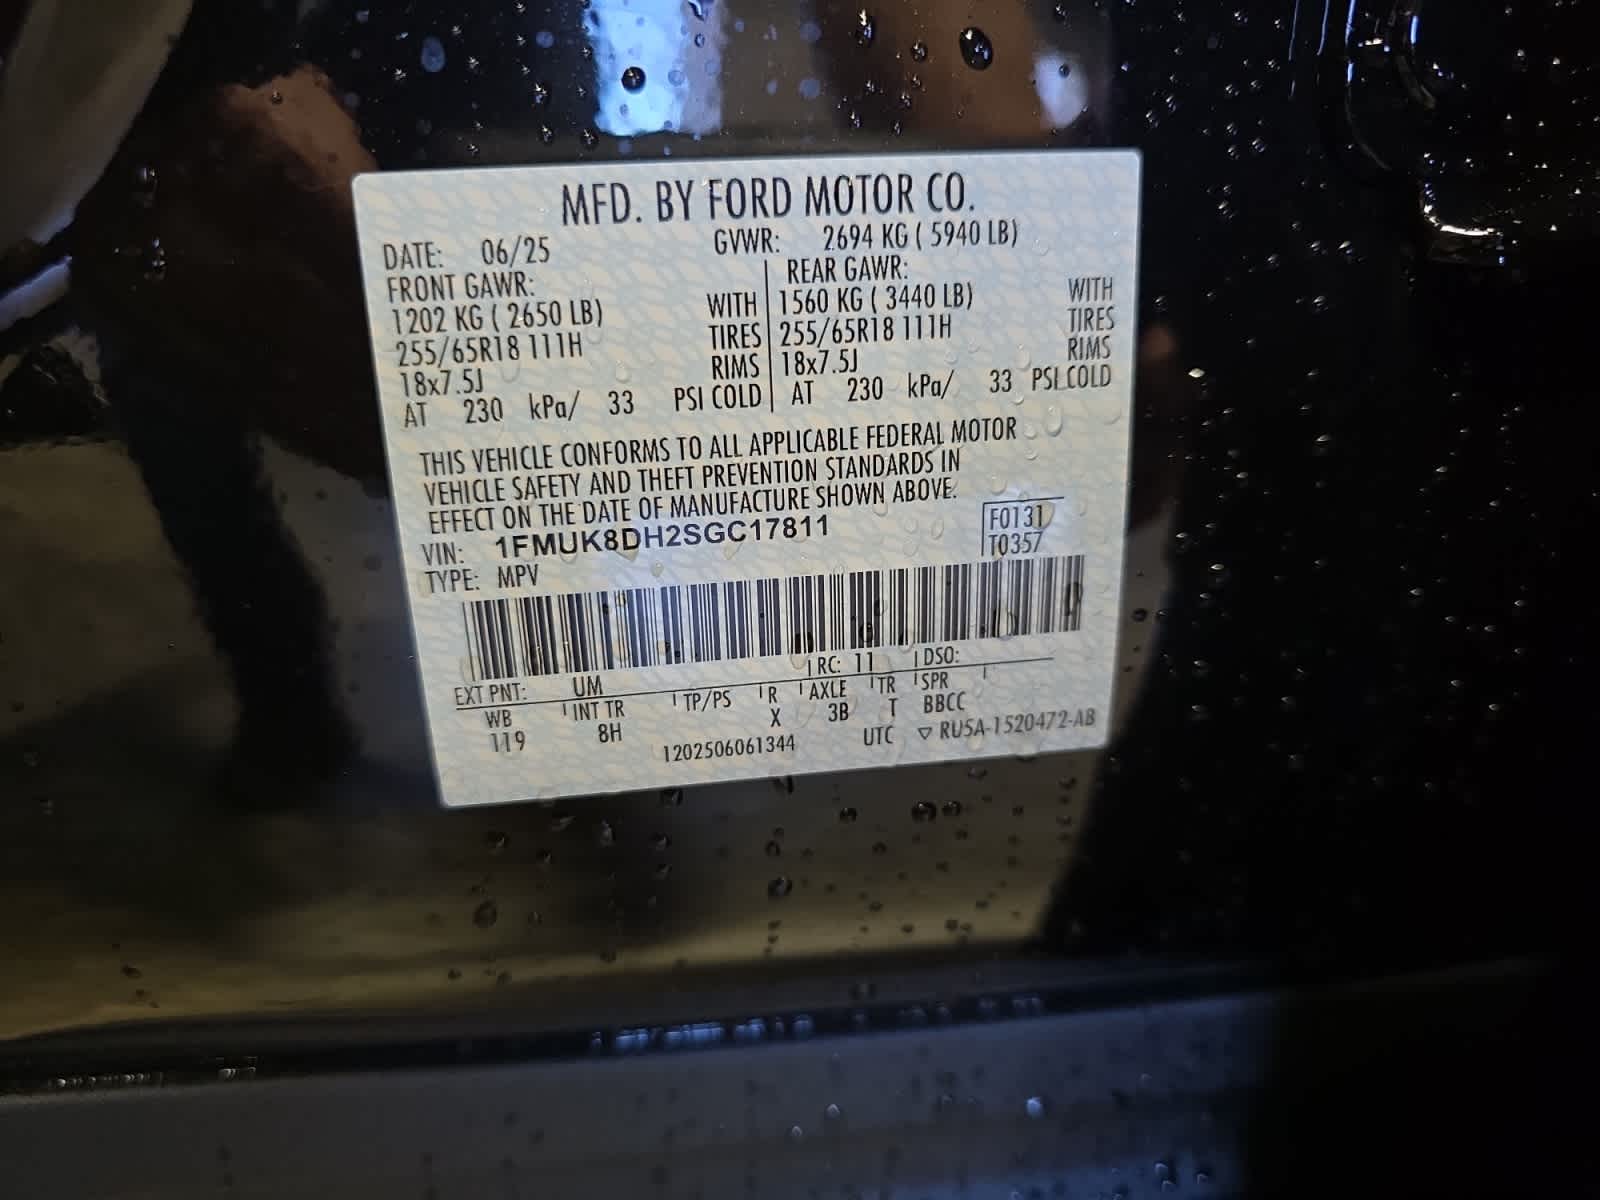 MFD. BY FORD MOTOR CO.
DATE: 06/25 GVWR: 2694 KG ( 5940 LB)
FRONT GAWR: REAR GAWR:
1202 KG ( 2650 LB) WITH 1560 KG ( 3440 LB) WITH
255/65R18 111H TIRES 255/65R18 111H TIRES
18x7.5J RIMS 18x7.5J RIMS
AT 230 kPa/ 33 PSI COLD AT 230 kPa/ 33 PSI COLD
THIS VEHICLE CONFORMS TO ALL APPLICABLE FEDERAL MOTOR
VEHICLE SAFETY AND THEFT PREVENTION STANDARDS IN
EFFECT ON THE DATE OF MANUFACTURE SHOWN ABOVE.
VIN: 1FMUK8DH2SGC17811 F0131
TYPE: MPV T0357
EXT PNT: UM RC: 11 DSO:
WB INT TR TP/PS R AXLE TR SPR
119 8H X 3B T BBCC
1202506061344 UTC ▽ RU5A-1520472-AB